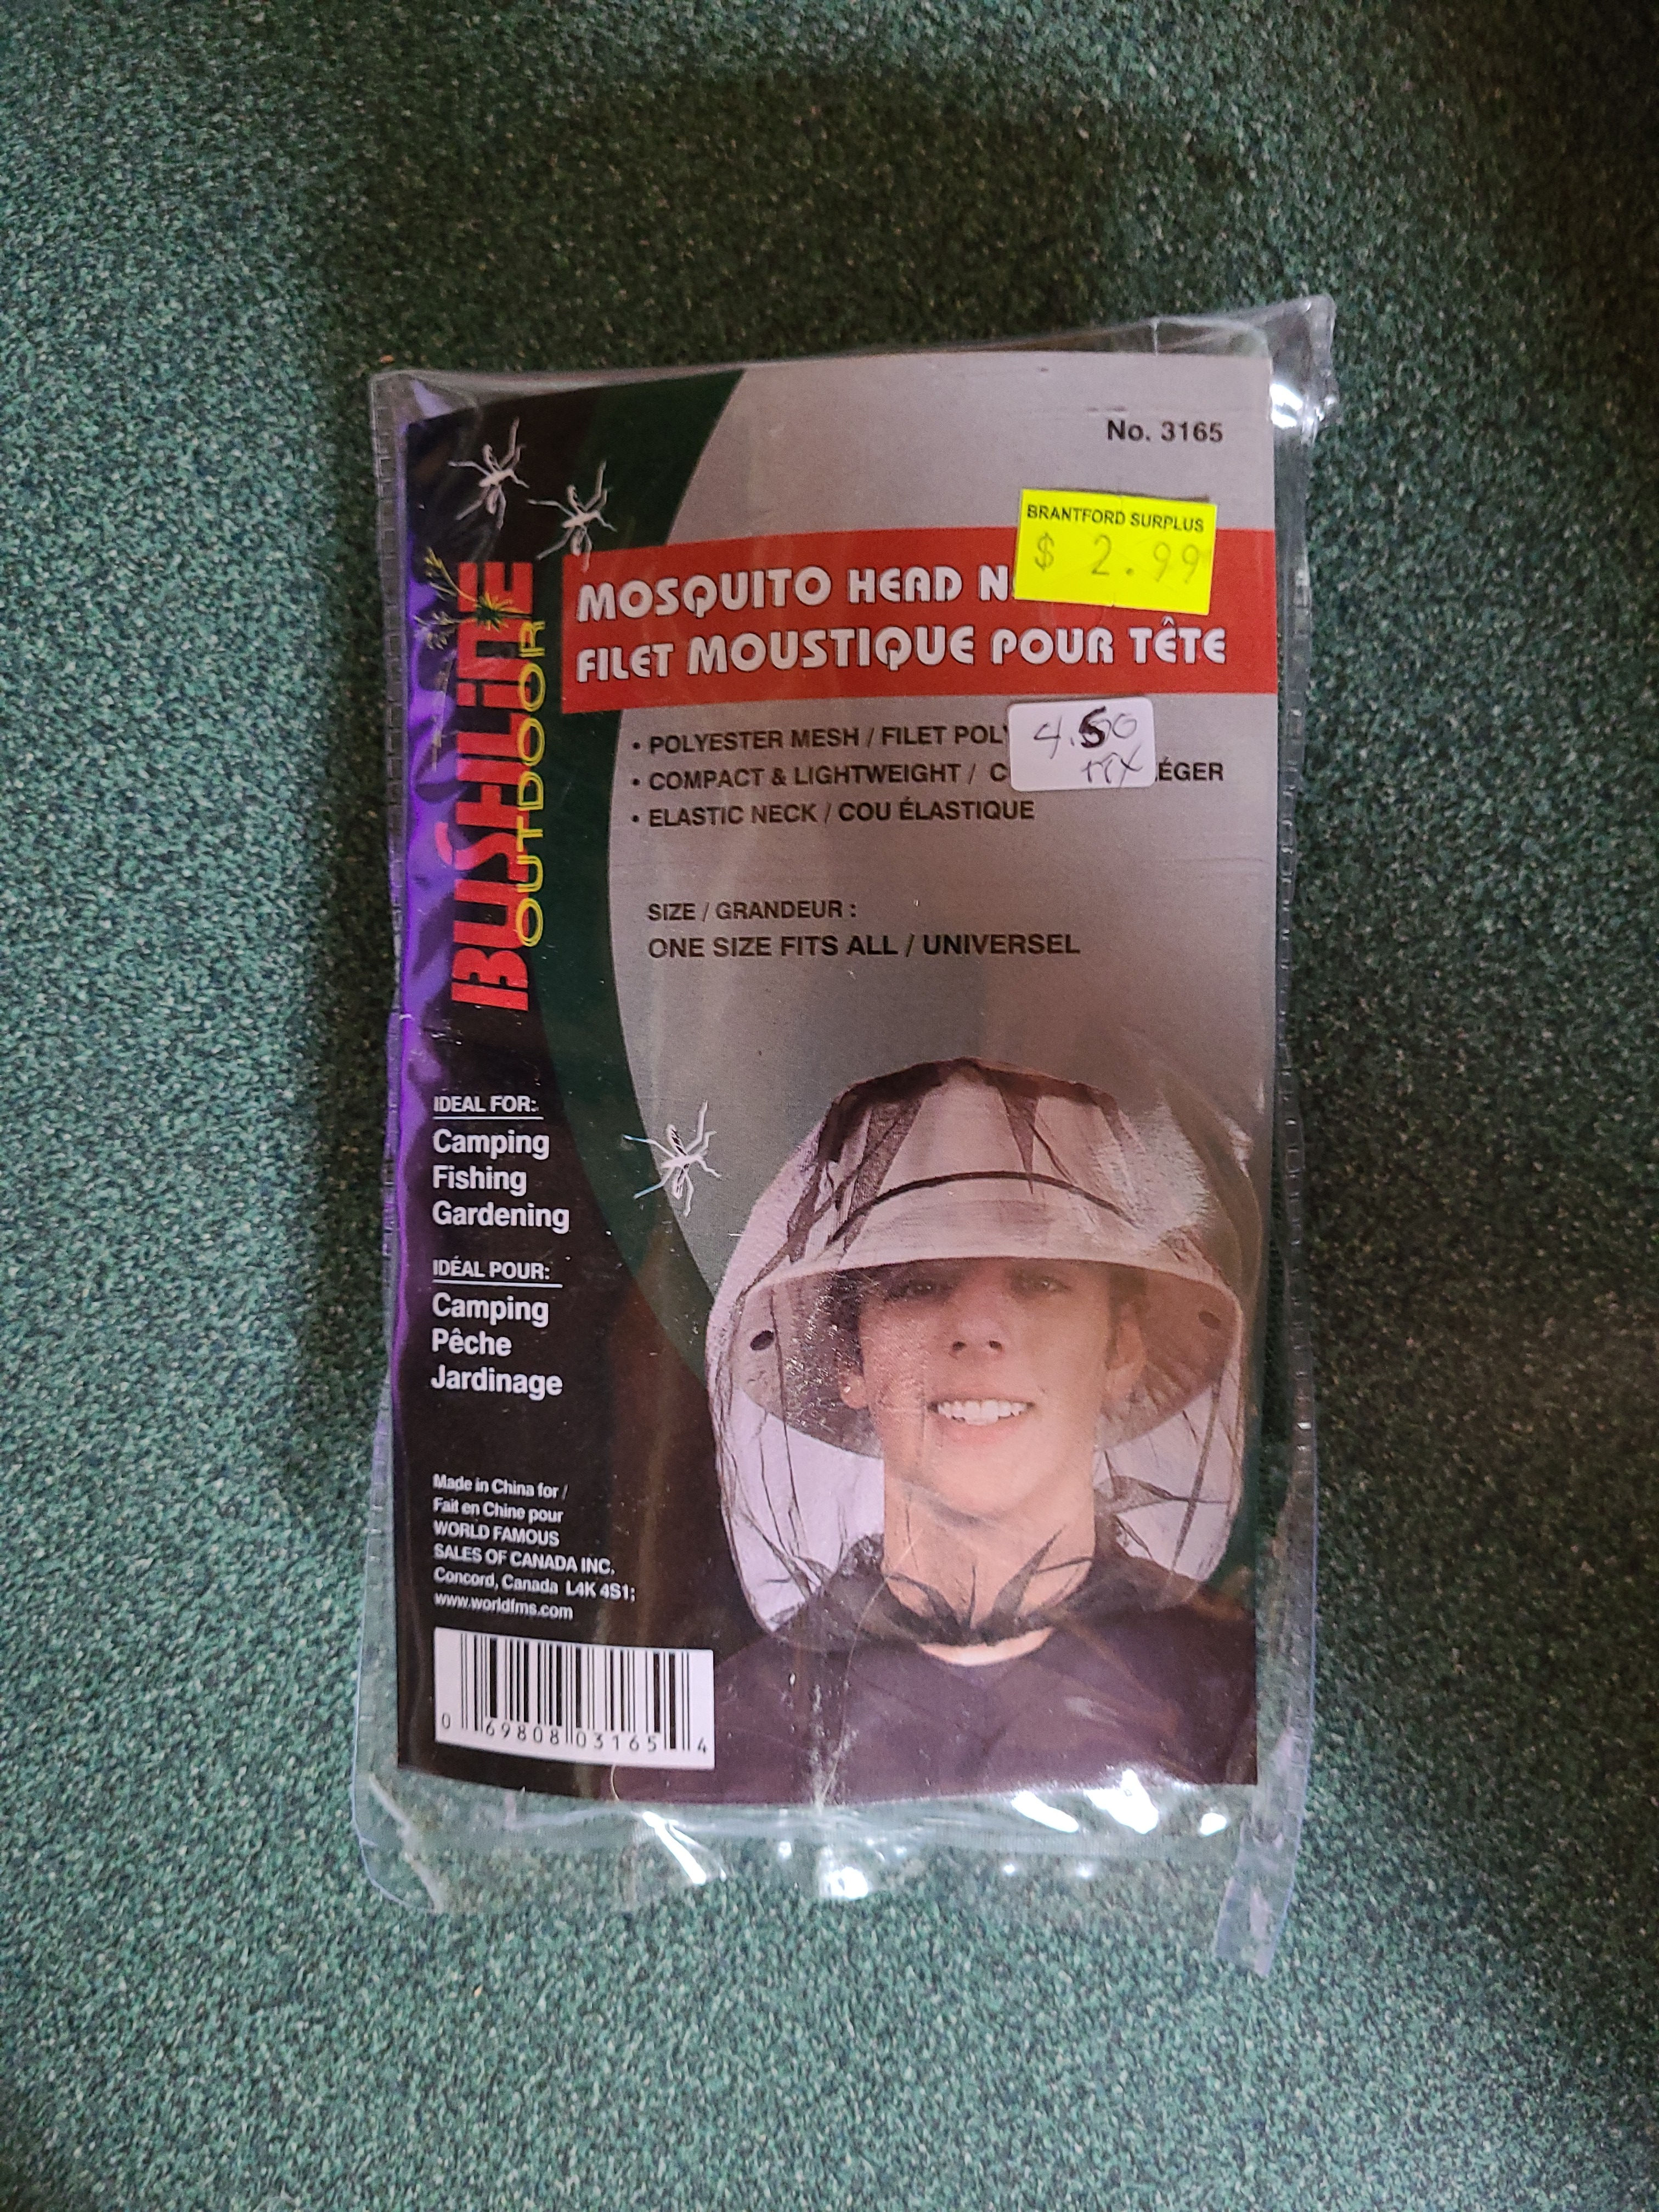 No. 3165
BRANTFORD SURPLUS
$ 2.99
MOSQUITO HEAD
FILET MOUSTIQUE POUR TÊTE
BUSHLINE
OUTDOOR
• POLYESTER MESH / FILET
4.50
• COMPACT & LIGHTWEIGHT /
• ELASTIC NECK / COU ÉLASTIQUE
SIZE / GRANDEUR :
ONE SIZE FITS ALL / UNIVERSEL
IDEAL FOR:
Camping
Fishing
Gardening
IDÉAL POUR:
Camping
Pêche
Jardinage
Made in China for /
Fait en Chine pour
WORLD FAMOUS
SALES OF CANADA INC.
Concord, Canada L4K 4S1;
www.worldfms.com
0 69808 03165 4